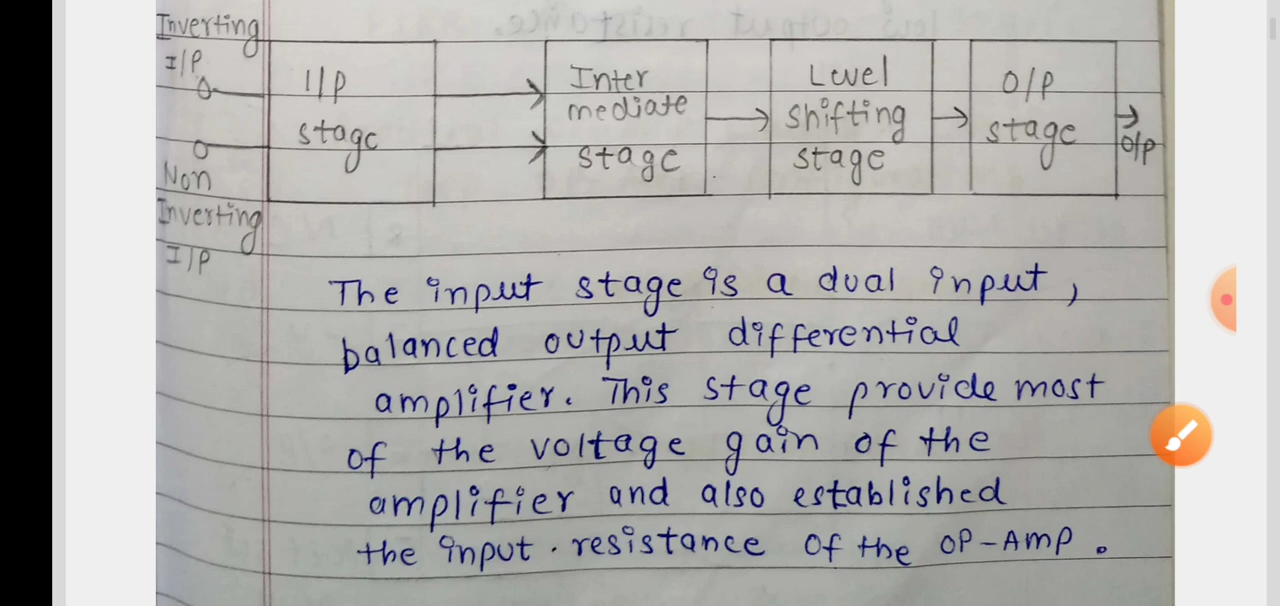 Inverting
I/P
I/P
stage
Inter
mediate
stage
Level
shifting
stage
O/P
stage
O/P
Non
Inverting
I/P
The input stage is a dual input,
balanced output differential
amplifier. This stage provide most
of the voltage gain of the
amplifier and also established
the input. resistance of the OP-AMP.